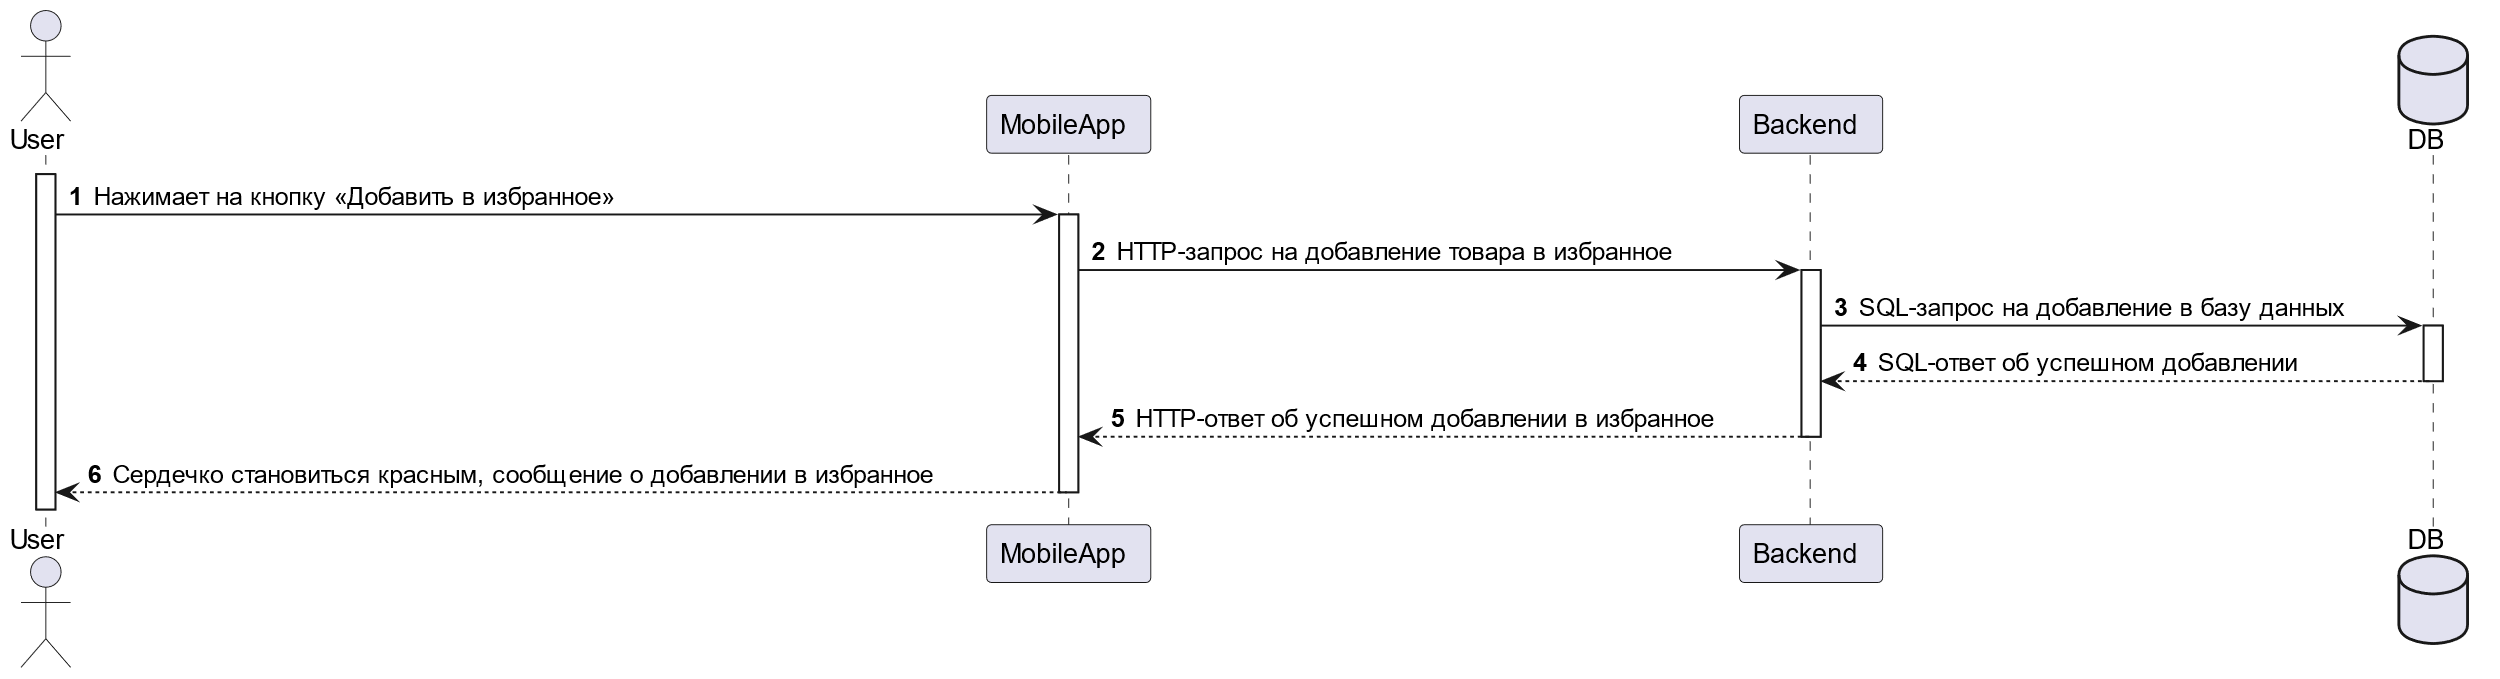 User
MobileApp
Backend
DB
1 Нажимает на кнопку «Добавить в избранное»
2 HTTP-запрос на добавление товара в избранное
3 SQL-запрос на добавление в базу данных
4 SQL-ответ об успешном добавлении
5 HTTP-ответ об успешном добавлении в избранное
6 Сердечко становиться красным, сообщение о добавлении в избранное
User
MobileApp
Backend
DB